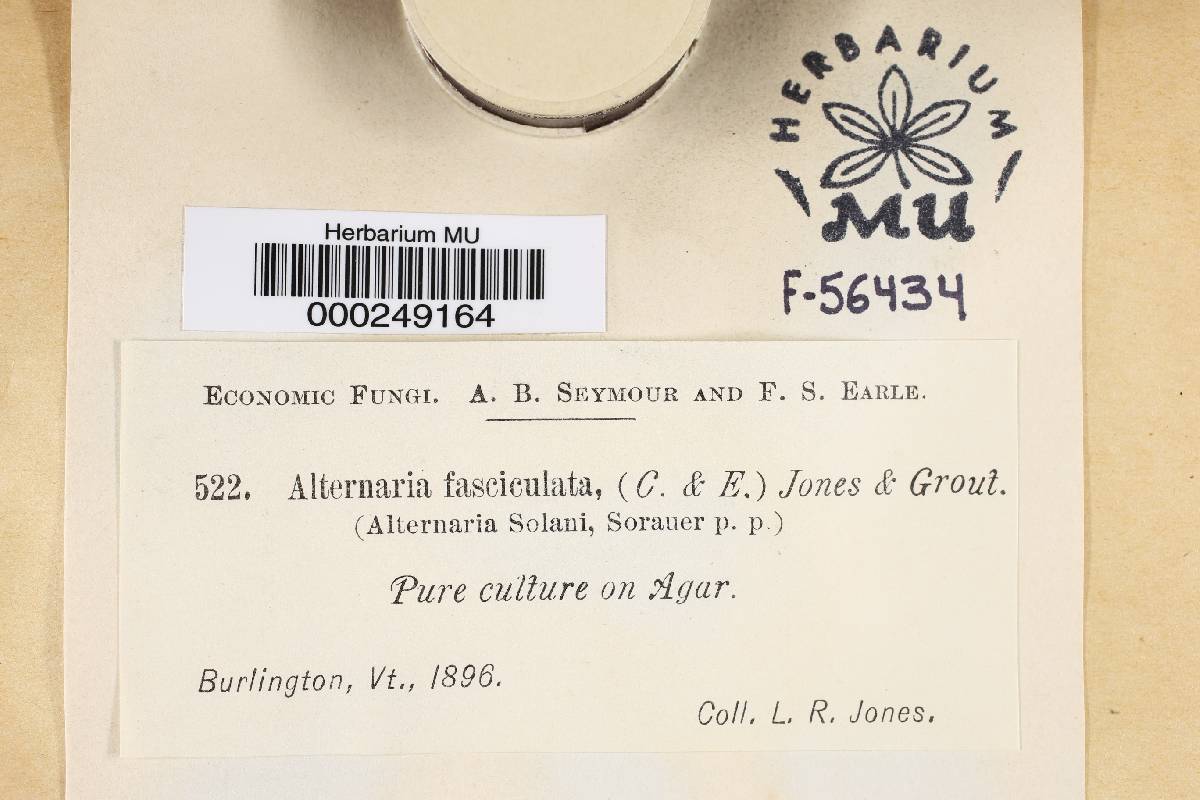 HERBARIUM
MU
F-56434
Herbarium MU
000249164
Economic Fungi. A. B. Seymour and F. S. Earle.
522. Alternaria fasciculata, (C. & E.) Jones & Grout.
(Alternaria Solani, Sorauer p. p.)
Pure culture on Agar.
Burlington, Vt., 1896.
Coll. L. R. Jones.